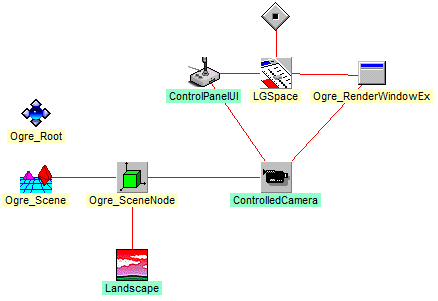 ControlPanelUI
LGSpace
Ogre_RenderWindowEx
Ogre_Root
Ogre_Scene
Ogre_SceneNode
ControlledCamera
Landscape